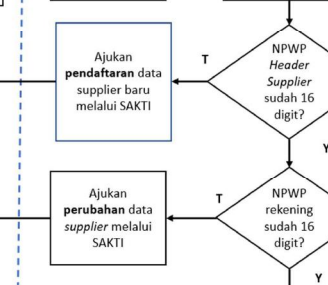 Ajukan
pendaftaran data
supplier baru
melalui SAKTI
T
NPWP
Header
Supplier
sudah 16
digit?
Y
Ajukan
perubahan data
supplier melalui
SAKTI
T
NPWP
rekening
sudah 16
digit?
Y